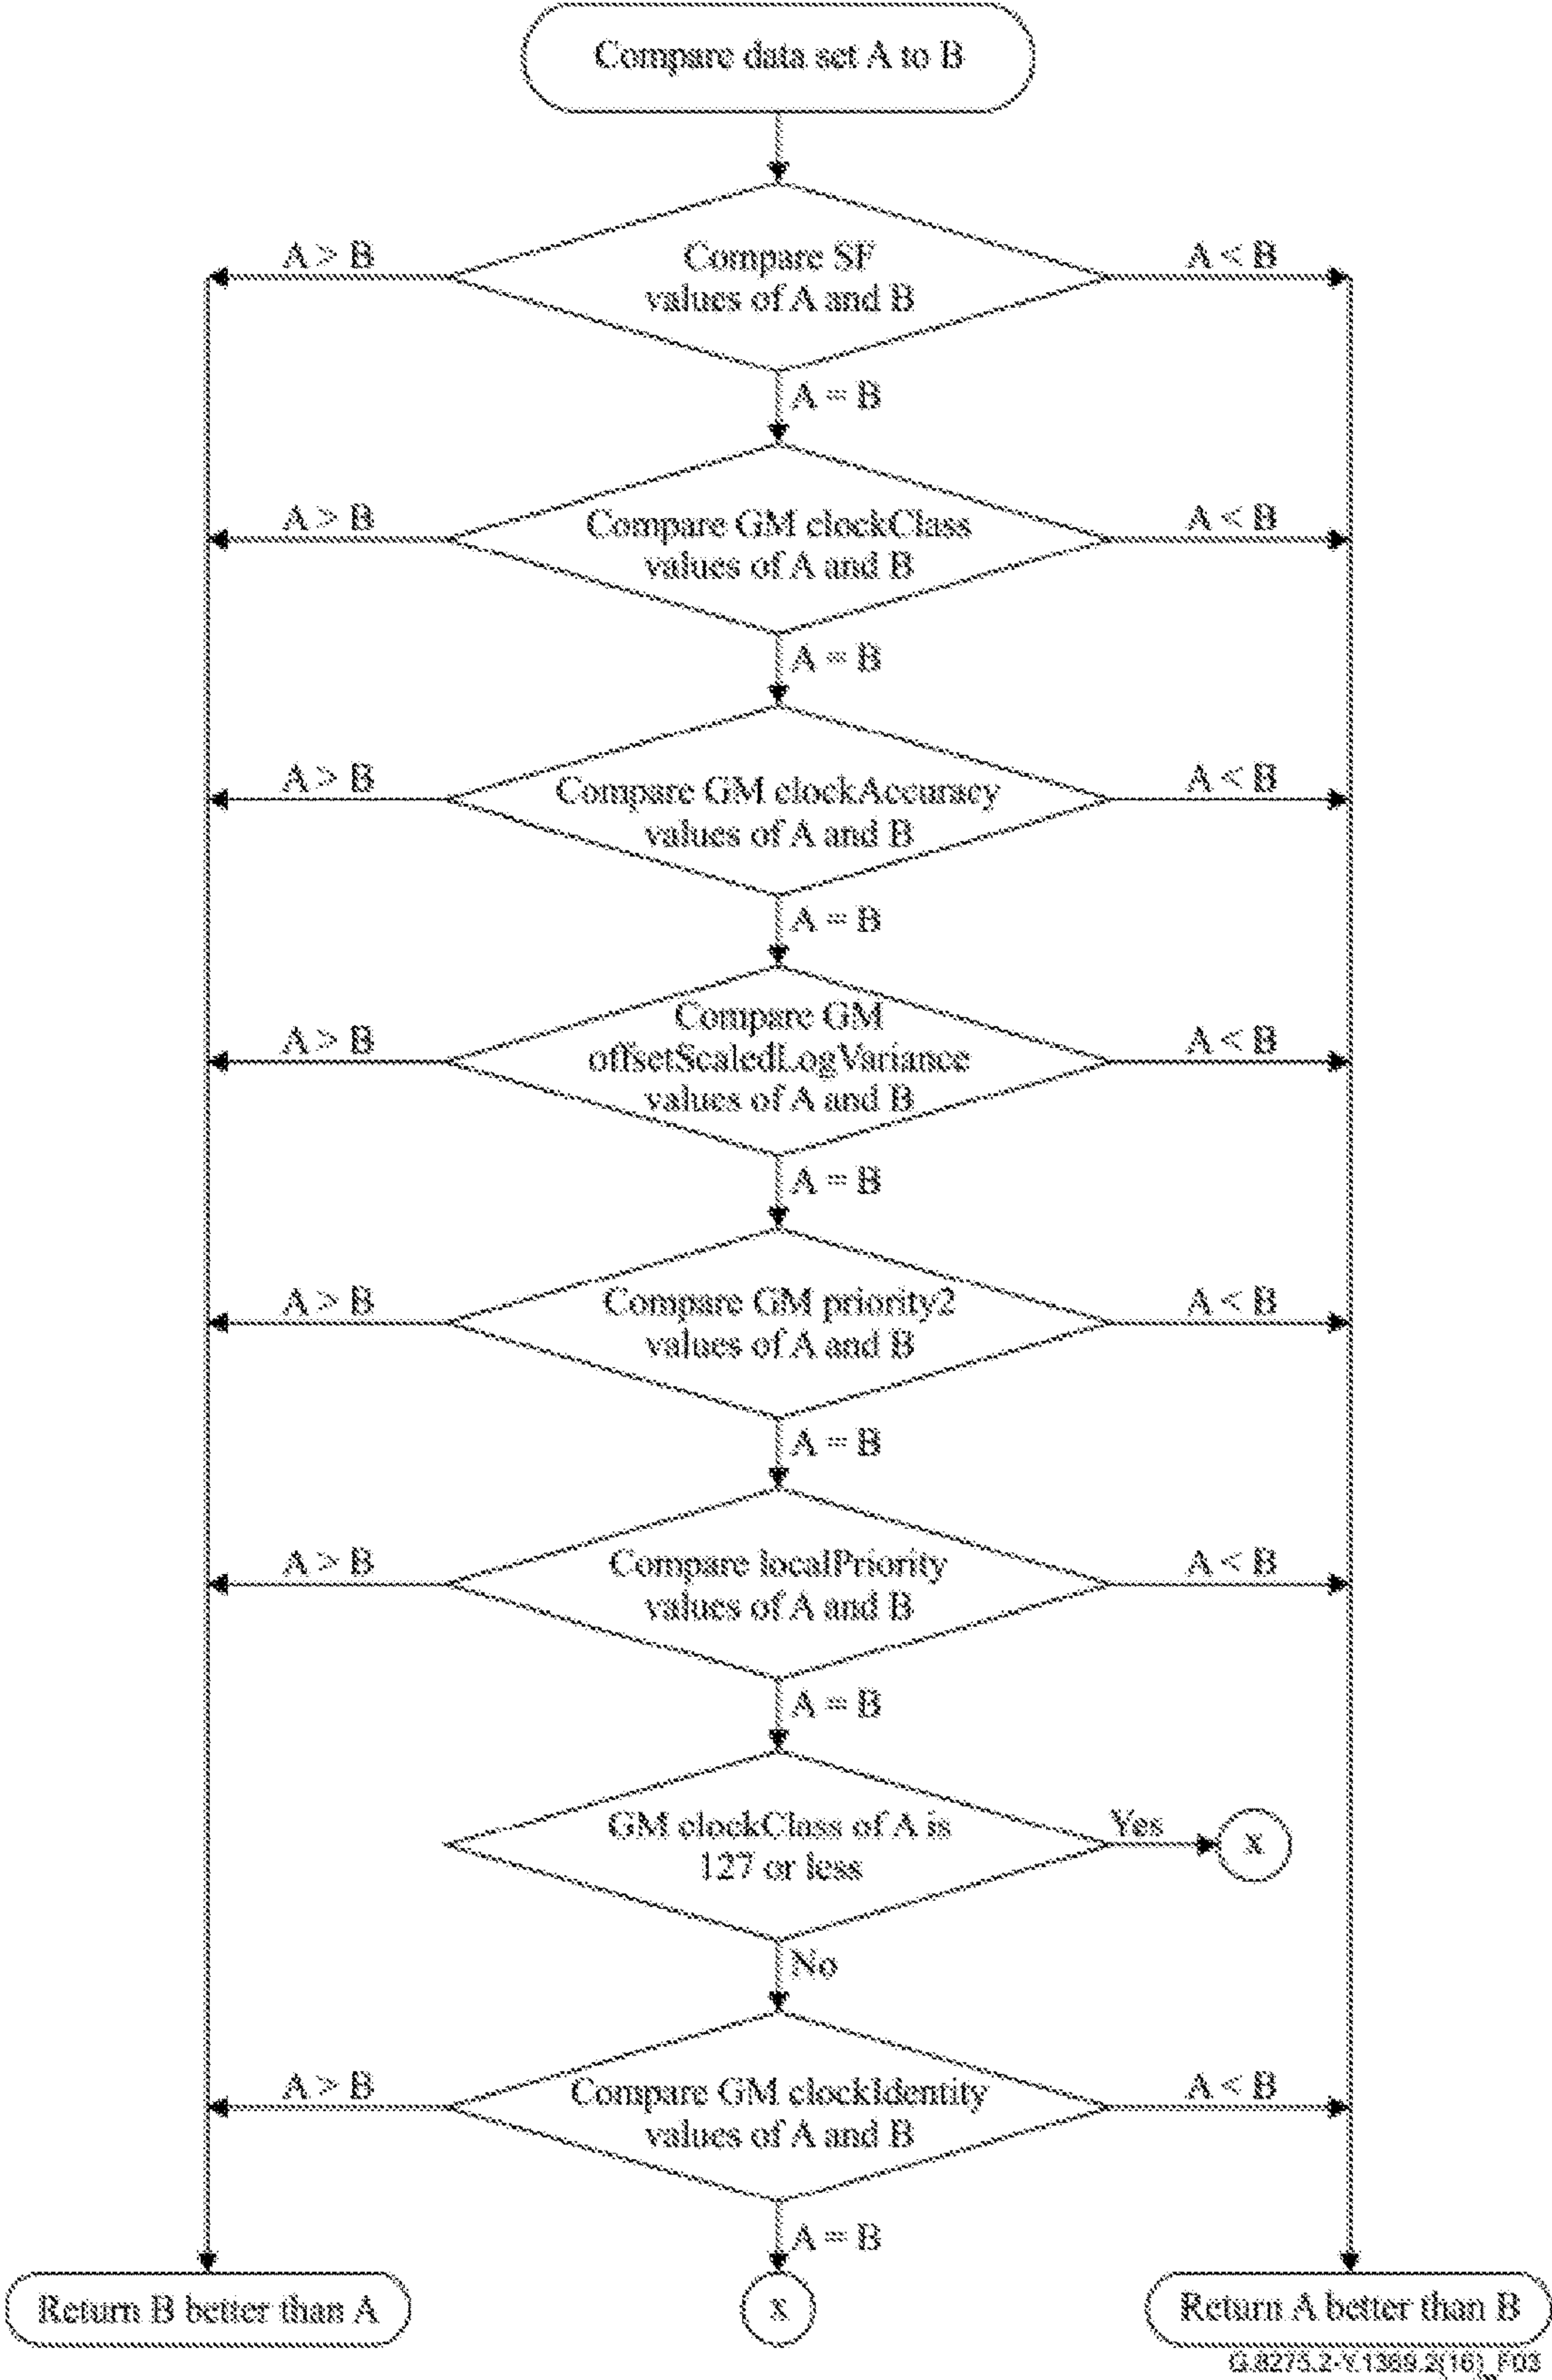 Compare data set A to B
A > B
Compare SF
values of A and B
A < B
A = B
A > B
Compare GM clockClass
values of A and B
A < B
A = B
A > B
Compare GM clockAccuracy
values of A and B
A < B
A = B
A > B
Compare GM
offsetScaledLogVariance
values of A and B
A < B
A = B
A > B
Compare GM priority2
values of A and B
A < B
A = B
A > B
Compare localPriority
values of A and B
A < B
A = B
GM clockClass of A is
127 or less
Yes
x
No
A > B
Compare GM clockIdentity
values of A and B
A < B
A = B
Return B better than A
x
Return A better than B
G.8275.2-Y.1369.2(16)_F03